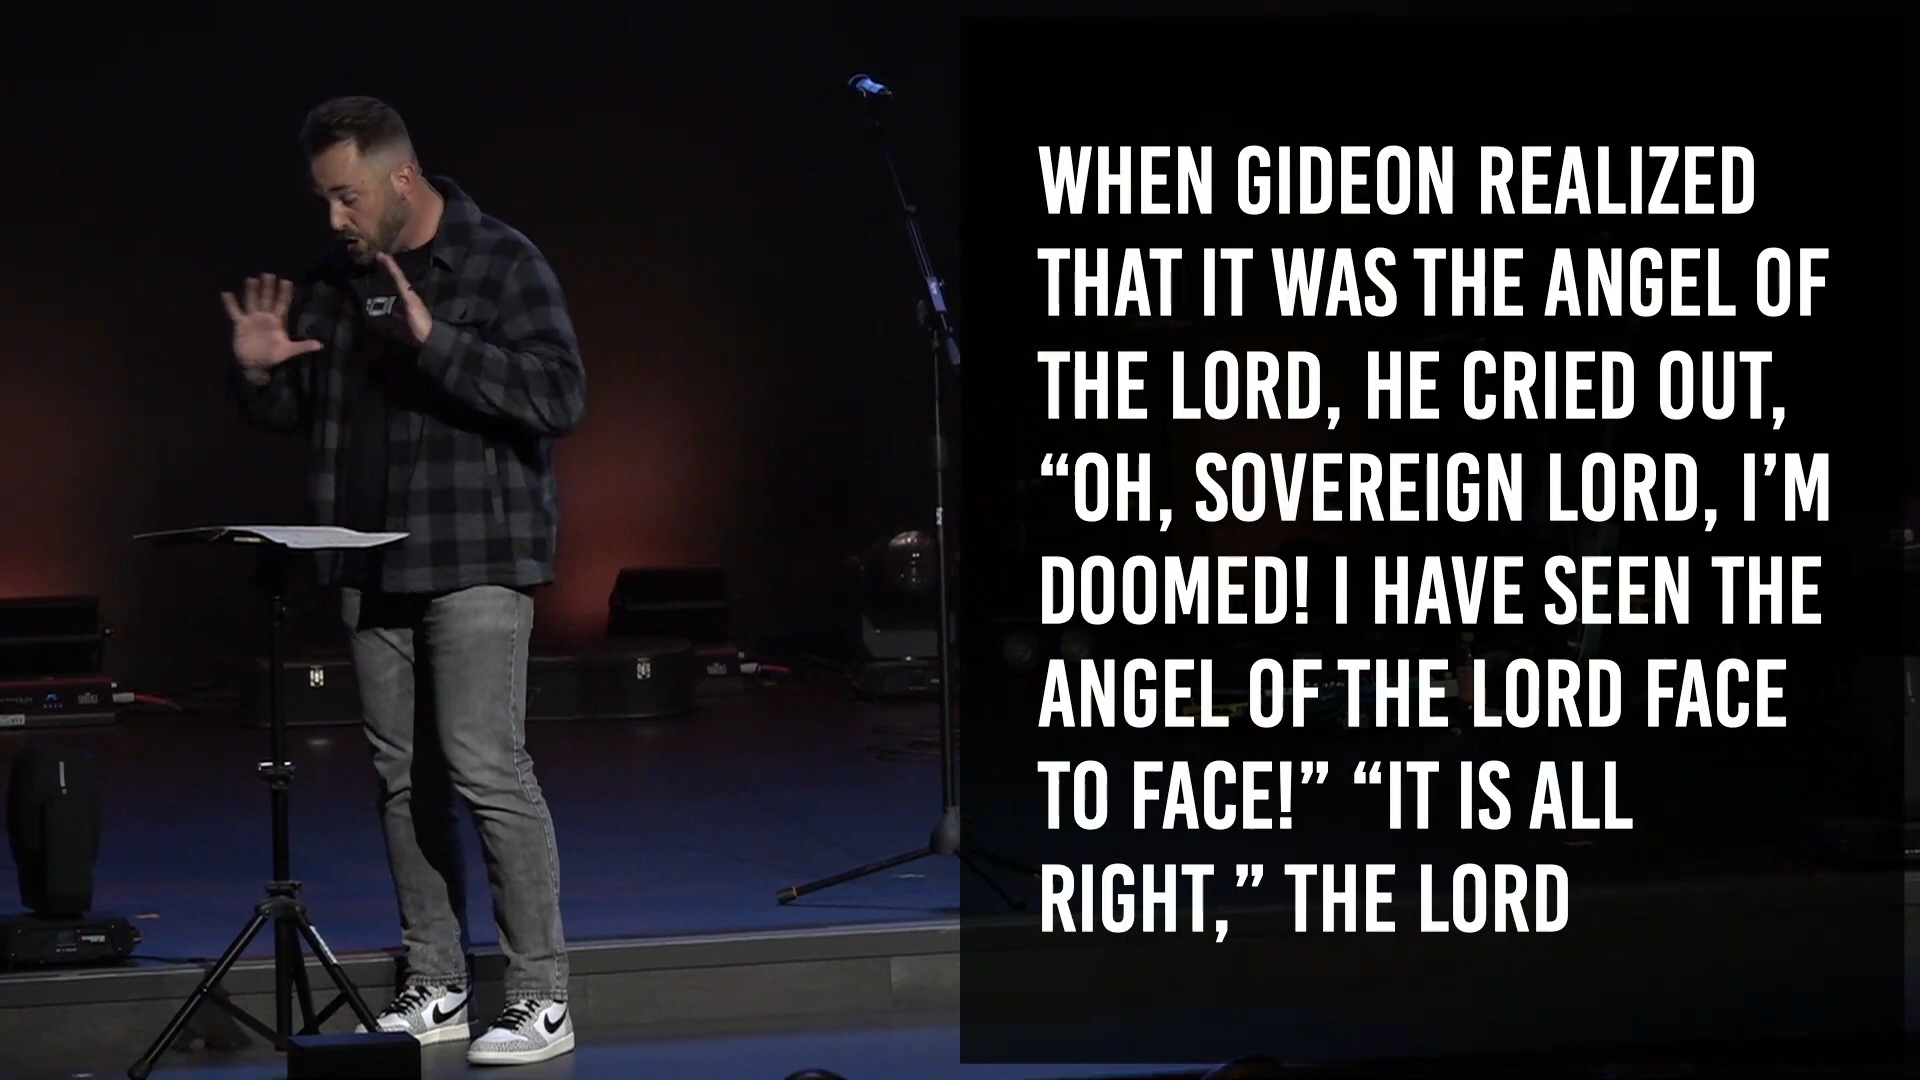 WHEN GIDEON REALIZED
THAT IT WAS THE ANGEL OF
THE LORD, HE CRIED OUT,
“OH, SOVEREIGN LORD, I’M
DOOMED! I HAVE SEEN THE
ANGEL OF THE LORD FACE
TO FACE!” “IT IS ALL
RIGHT,” THE LORD